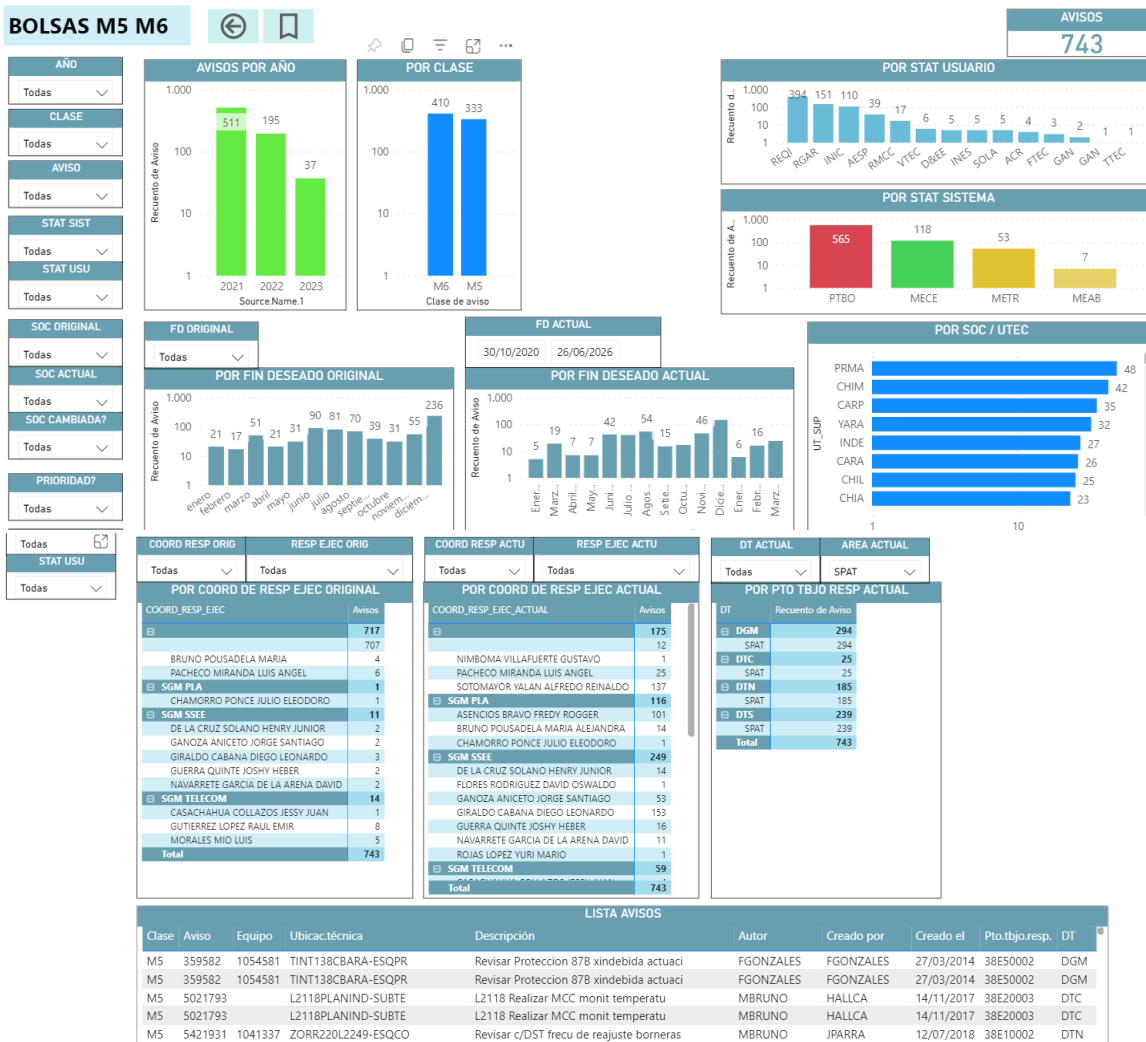 BOLSAS M5 M6
AVISOS
743
AÑO
Todas
CLASE
Todas
AVISO
Todas
STAT SIST
Todas
STAT USU
Todas
SOC ORIGINAL
Todas
SOC ACTUAL
Todas
SOC CAMBIADA?
Todas
PRIORIDAD?
Todas
Todas
STAT USU
Todas
AVISOS POR AÑO
Recuento de Aviso
1.000
100
10
1
511
195
37
2021 2022 2023
Source.Name.1
POR CLASE
1.000
100
10
1
410 333
M6 M5
Clase de aviso
POR STAT USUARIO
Recuento d...
1.000
100
10
1
394 151 110 39 17 6 5 5 5 4 3 2 1 1
REQI RGAR INIC AESP RMCC VTEC D&EE INES SOLA ACR FTEC GAN GAN TTEC
POR STAT SISTEMA
Recuento de A...
1.000
100
10
1
565 118 53 7
PTBO MECE METR MEAB
FD ORIGINAL
Todas
POR FIN DESEADO ORIGINAL
Recuento de Aviso
1.000
100
10
1
21 17 51 21 31 90 81 70 39 31 55 236
enero febrero marzo abril mayo junio julio agosto septie... octubre noviem... diciem...
FD ACTUAL
30/10/2020 26/06/2026
POR FIN DESEADO ACTUAL
Recuento de Aviso
1.000
100
10
1
5 19 7 7 42 54 15 46 6 16
Ener... Marz... Abril... May... Juni... Julio ... Agos... Setie... Octu... Novi... Dicie... Ener... Febr... Marz...
POR SOC / UTEC
UT_SUP
PRMA 48
CHIM 42
CARP 35
YARA 32
INDE 27
CARA 26
CHIL 25
CHIA 23
1 10
COORD RESP ORIG RESP EJEC ORIG
Todas Todas
POR COORD DE RESP EJEC ORIGINAL
COORD_RESP_EJEC Avisos
717
707
BRUNO POUSADELA MARIA 4
PACHECO MIRANDA LUIS ANGEL 6
SGM PLA 1
CHAMORRO PONCE JULIO ELEODORO 1
SGM SSEE 11
DE LA CRUZ SOLANO HENRY JUNIOR 2
GANOZA ANICETO JORGE SANTIAGO 2
GIRALDO CABANA DIEGO LEONARDO 3
GUERRA QUINTE JOSHY HEBER 2
NAVARRETE GARCIA DE LA ARENA DAVID 2
SGM TELECOM 14
CASACHAHUA COLLAZOS JESSY JUAN 1
GUTIERREZ LOPEZ RAUL EMIR 8
MORALES MIO LUIS 5
Total 743
COORD RESP ACTU RESP EJEC ACTU
Todas Todas
POR COORD DE RESP EJEC ACTUAL
COORD_RESP_EJEC_ACTUAL Avisos
175
12
NIMBOMA VILLAFUERTE GUSTAVO 1
PACHECO MIRANDA LUIS ANGEL 25
SOTOMAYOR YALAN ALFREDO REINALDO 137
SGM PLA 116
ASENCIOS BRAVO FREDY ROGGER 101
BRUNO POUSADELA MARIA ALEJANDRA 14
CHAMORRO PONCE JULIO ELEODORO 1
SGM SSEE 249
DE LA CRUZ SOLANO HENRY JUNIOR 14
FLORES RODRIGUEZ DAVID OSWALDO 1
GANOZA ANICETO JORGE SANTIAGO 53
GIRALDO CABANA DIEGO LEONARDO 153
GUERRA QUINTE JOSHY HEBER 16
NAVARRETE GARCIA DE LA ARENA DAVID 11
ROJAS LOPEZ YURI MARIO 1
SGM TELECOM 59
Total 743
DT ACTUAL AREA ACTUAL
Todas SPAT
POR PTO TBJO RESP ACTUAL
DT Recuento de Aviso
DGM 294
SPAT 294
DTC 25
SPAT 25
DTN 185
SPAT 185
DTS 239
SPAT 239
Total 743
LISTA AVISOS
Clase Aviso Equipo Ubicac.técnica Descripción Autor Creado por Creado el Pto.tbjo.resp. DT
M5 359582 1054581 TINT138CBARA-ESQPR Revisar Proteccion 87B xindebida actuaci FGONZALES FGONZALES 27/03/2014 38E50002 DGM
M5 359582 1054581 TINT138CBARA-ESQPR Revisar Proteccion 87B xindebida actuaci FGONZALES FGONZALES 27/03/2014 38E50002 DGM
M5 5021793 L2118PLANIND-SUBTE L2118 Realizar MCC monit temperatu MBRUNO HALLCA 14/11/2017 38E20003 DTC
M5 5021793 L2118PLANIND-SUBTE L2118 Realizar MCC monit temperatu MBRUNO HALLCA 14/11/2017 38E20003 DTC
M5 5421931 1041337 ZORR220L2249-ESQCO Revisar c/DST frecu de reajuste borneras MBRUNO JPARRA 12/07/2018 38E10002 DTN